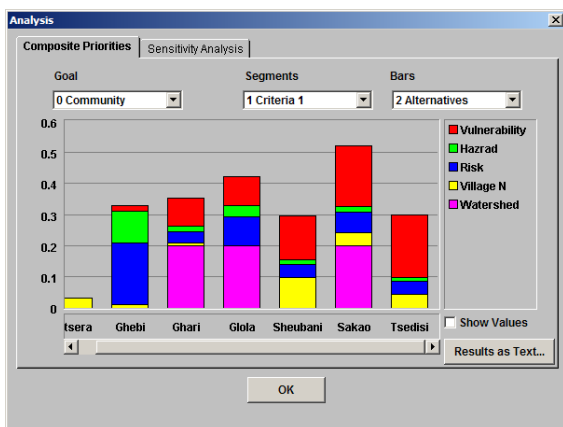 Analysis
Composite Priorities Sensitivity Analysis
Goal Segments Bars
0 Community 1 Criteria 1 2 Alternatives
0.6
0.5
0.4
0.3
0.2
0.1
0
Vulnerability
Hazrad
Risk
Village N
Watershed
tsera Ghebi Ghari Glola Sheubani Sakao Tsedisi
Show Values
Results as Text...
OK